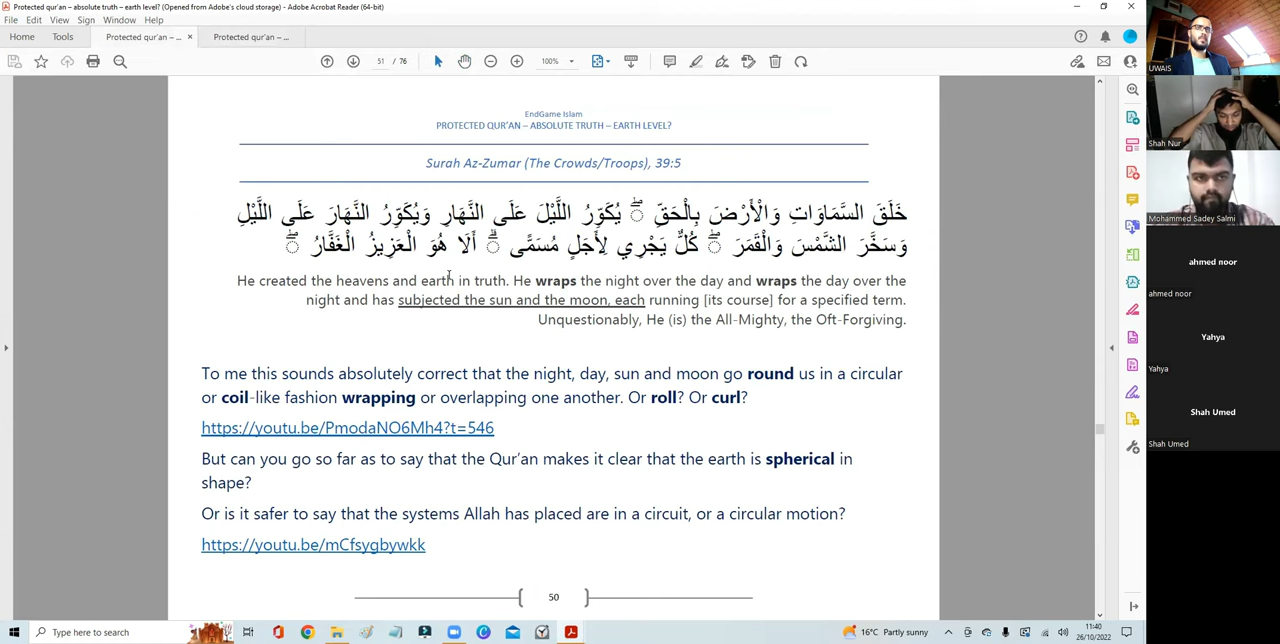 Protected qur'an – absolute truth – earth level? (Opened from Adobe's cloud storage) - Adobe Acrobat Reader (64-bit)
File Edit View Sign Window Help
Home Tools Protected qur'an – ... × Protected qur'an – ...
51 / 76 100%
EndGame Islam
PROTECTED QUR'AN – ABSOLUTE TRUTH – EARTH LEVEL?
Surah Az-Zumar (The Crowds/Troops), 39:5
خَلَقَ السَّمَاوَاتِ وَالْأَرْضَ بِالْحَقِّ ۖ يُكَوِّرُ اللَّيْلَ عَلَى النَّهَارِ وَيُكَوِّرُ النَّهَارَ عَلَى اللَّيْلِ
وَسَخَّرَ الشَّمْسَ وَالْقَمَرَ ۖ كُلٌّ يَجْرِي لِأَجَلٍ مُسَمًّى ۗ أَلَا هُوَ الْعَزِيزُ الْغَفَّارُ ۖ
He created the heavens and earth in truth. He wraps the night over the day and wraps the day over the
night and has subjected the sun and the moon, each running [its course] for a specified term.
Unquestionably, He (is) the All-Mighty, the Oft-Forgiving.
To me this sounds absolutely correct that the night, day, sun and moon go round us in a circular
or coil-like fashion wrapping or overlapping one another. Or roll? Or curl?
https://youtu.be/PmodaNO6Mh4?t=546
But can you go so far as to say that the Qur'an makes it clear that the earth is spherical in
shape?
Or is it safer to say that the systems Allah has placed are in a circuit, or a circular motion?
https://youtu.be/mCfsygbywkk
50
UWAIS
Shah Nur
Mohammed Sadey Salmi
ahmed noor
ahmed noor
Yahya
Yahya
Shah Umed
Shah Umed
Type here to search
16°C Partly sunny
11:40
26/10/2022